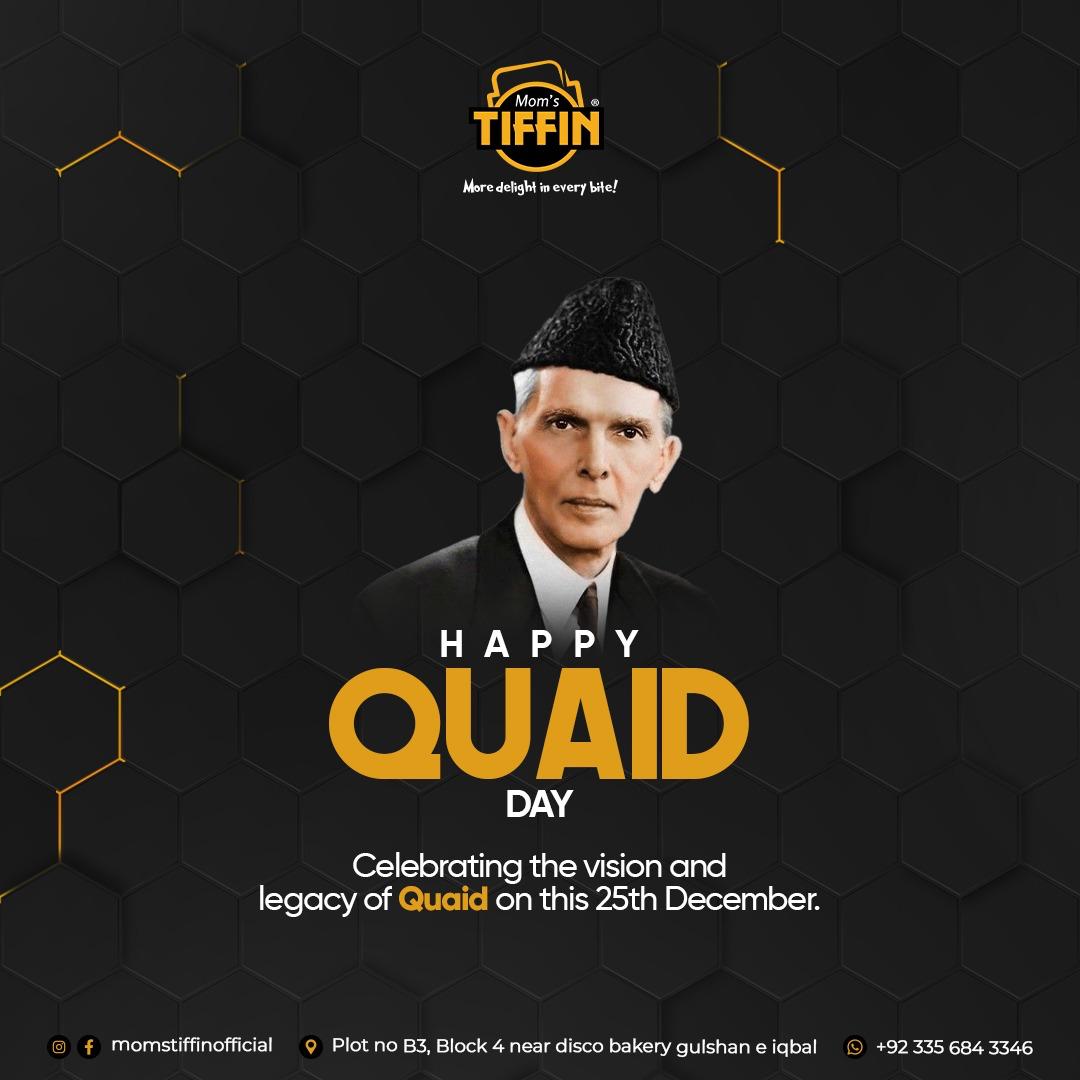 Mom's
TIFFIN®
More delight in every bite!
HAPPY
QUAID
DAY
Celebrating the vision and
legacy of Quaid on this 25th December.
momstiffinofficial Plot no B3, Block 4 near disco bakery gulshan e iqbal +92 335 684 3346